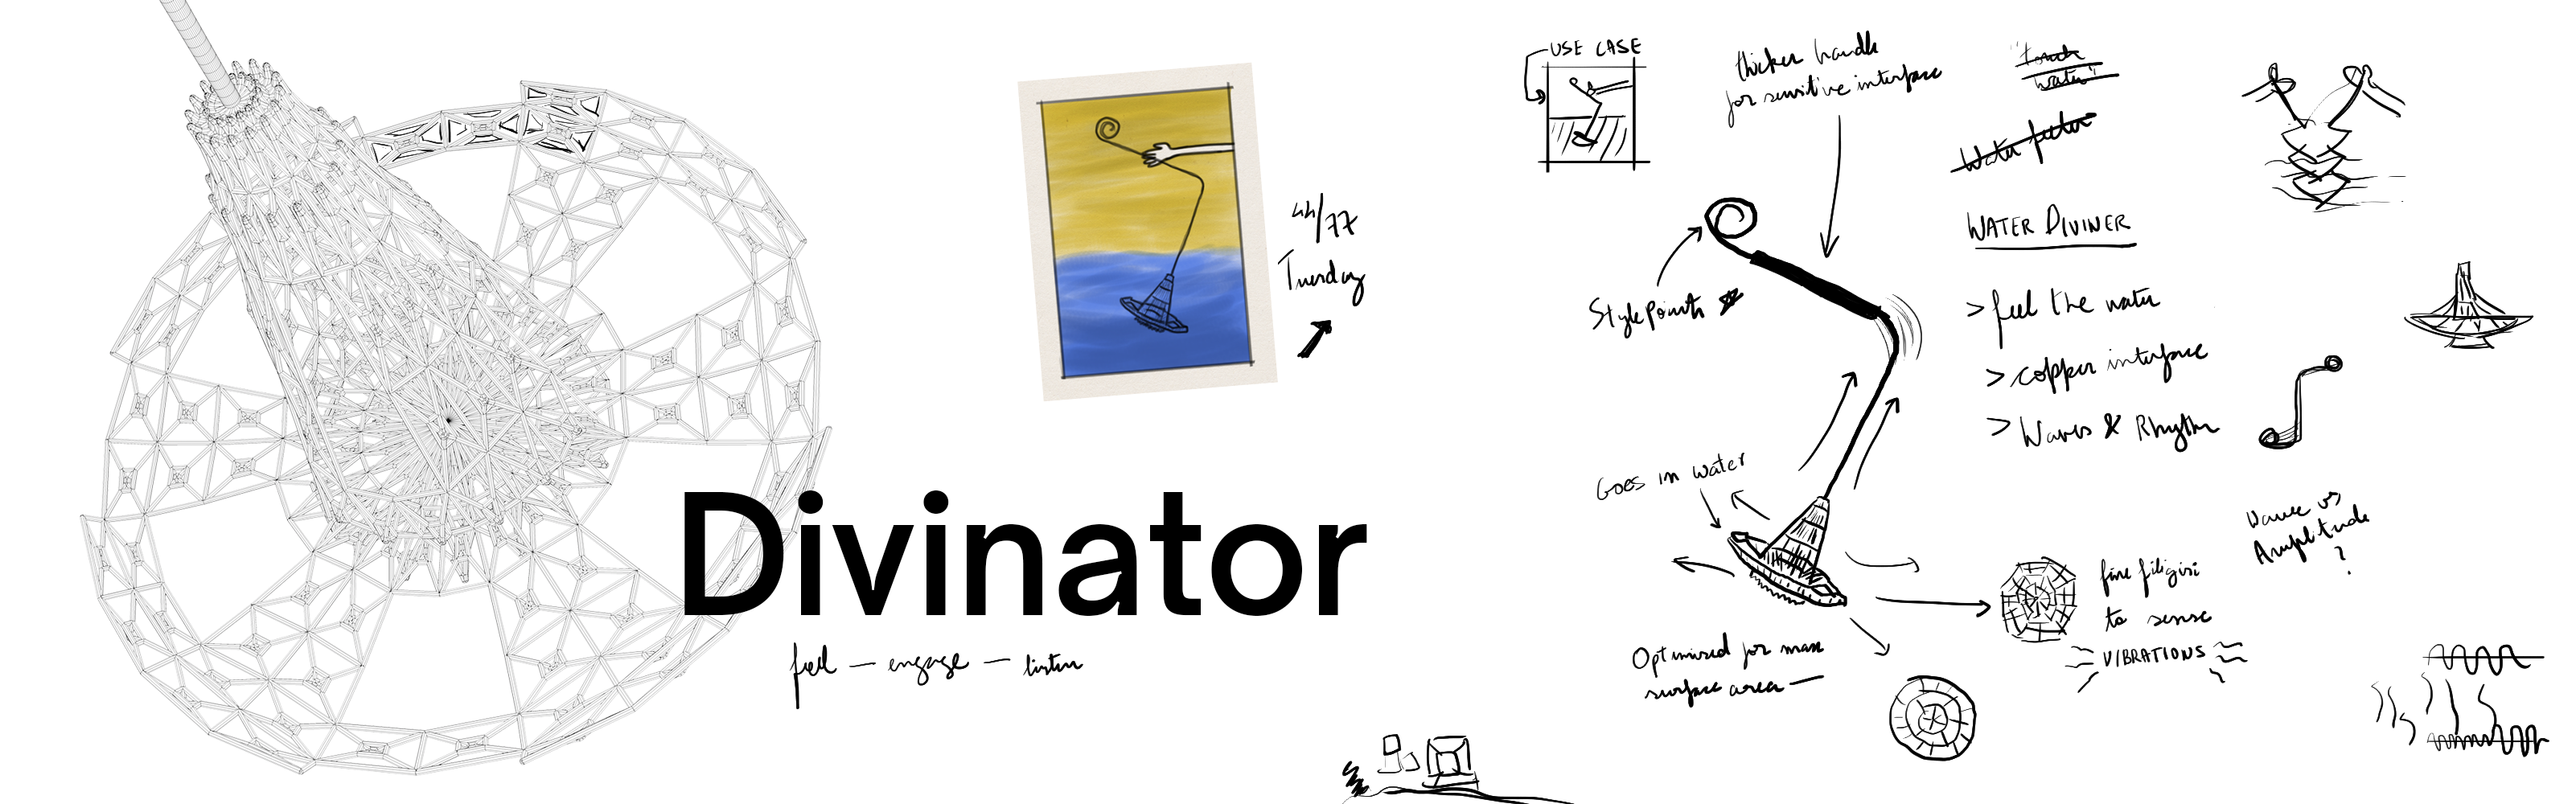 44/77
Tuesday
Divinator
feel — engage — listen
USE CASE
thicker handle
for sensitive interface
"touch
water"
Water feeler
WATER DIVINER
> feel the water
> copper interface
> Waves & Rhythm
Style Points
Goes in water
Optimised for max
surface area —
fine filigiri
to sense
VIBRATIONS
Wave vs
Amplitude
?